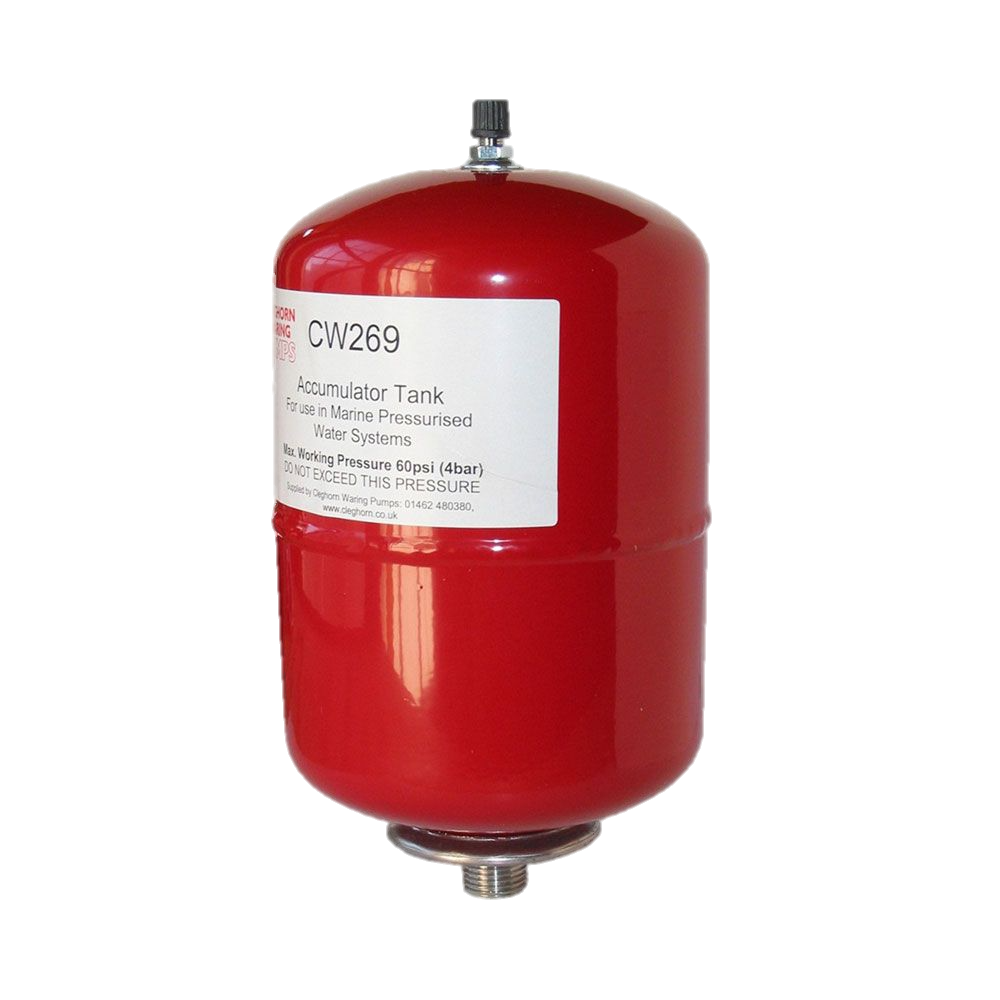 GHORN
RING
MPS
CW269
Accumulator Tank
For use in Marine Pressurised
Water Systems
Max. Working Pressure 60psi (4bar)
DO NOT EXCEED THIS PRESSURE
Supplied by Cleghorn Waring Pumps: 01462 480380,
www.cleghorn.co.uk